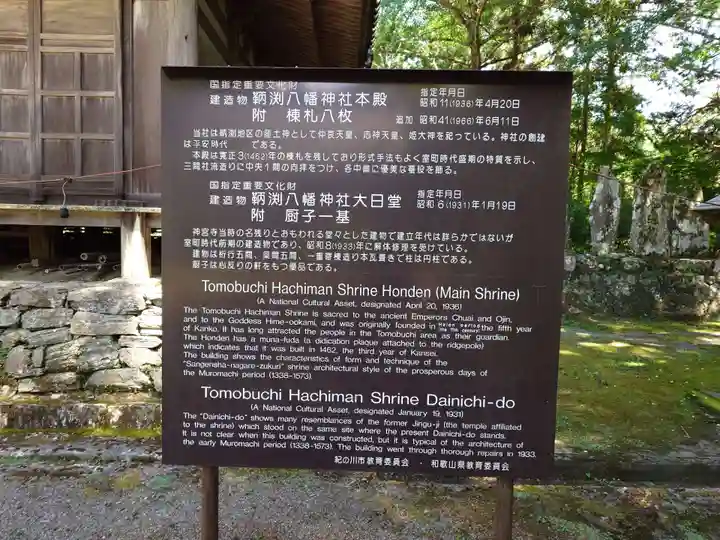 国指定重要文化財
建造物 鞆渕八幡神社本殿 指定年月日 昭和11(1936)年4月20日
附 棟札八枚 追加 昭和41(1966)年6月11日
当社は鞆渕地区の産土神として仲哀天皇、応神天皇、姫大神を祀っている。神社の創建
は平安時代 である。
本殿は寛正3(1462)年の棟札を残しており形式手法もよく室町時代盛期の特質を示し、
三間社流造りに中央1間の向拝をつけ、各中備に優美な蟇股を飾る。
国指定重要文化財
建造物 鞆渕八幡神社大日堂 指定年月日 昭和6(1931)年1月19日
附 厨子一基
神宮寺当時の名残りとおもわれる堂々とした建物で建立年代は詳らかではないが
室町時代前期の建造物であり、昭和8(1933)年に解体修理を受けている。
建物は桁行五間、梁間五間、一重寄棟造り本瓦葺きで柱は円柱である。
厨子は心反りの軒をもつ優品である。
Tomobuchi Hachiman Shrine Honden (Main Shrine)
(A National Cultural Asset, designated April 20, 1936)
The Tomobuchi Hachiman Shrine is sacred to the ancient Emperors Chuai and Ojin,
and to the Goddess Hime-ookami, and was originally founded in Heian period the fifth year
of Kanko. It has long attracted the people in the Tomobuchi area as their guardian.
The Honden has a muna-fuda (a didication plaque attached to the ridgepole)
which indicates that it was built in 1462, the third year of Kansei.
The building shows the characteristics of form and technique of the
"Sangensha-nagare-zukuri" shrine architectural style of the prosperous days of
the Muromachi period (1338-1573).
Tomobuchi Hachiman Shrine Dainichi-do
(A National Cultural Asset, designated January 19, 1931)
The "Dainichi-do" shows many resemblances of the former Jingu-ji (the temple affiliated
to the shrine) which stood on the same site where the present Dainichi-do stands.
It is not clear when this building was constructed, but it is typical of the architecture of
the early Muromachi period (1338-1573). The building went through thorough repairs in 1933.
紀の川市教育委員会 ・ 和歌山県教育委員会